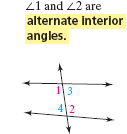 ∠1 and ∠2 are
alternate interior
angles.
1 3
4 2